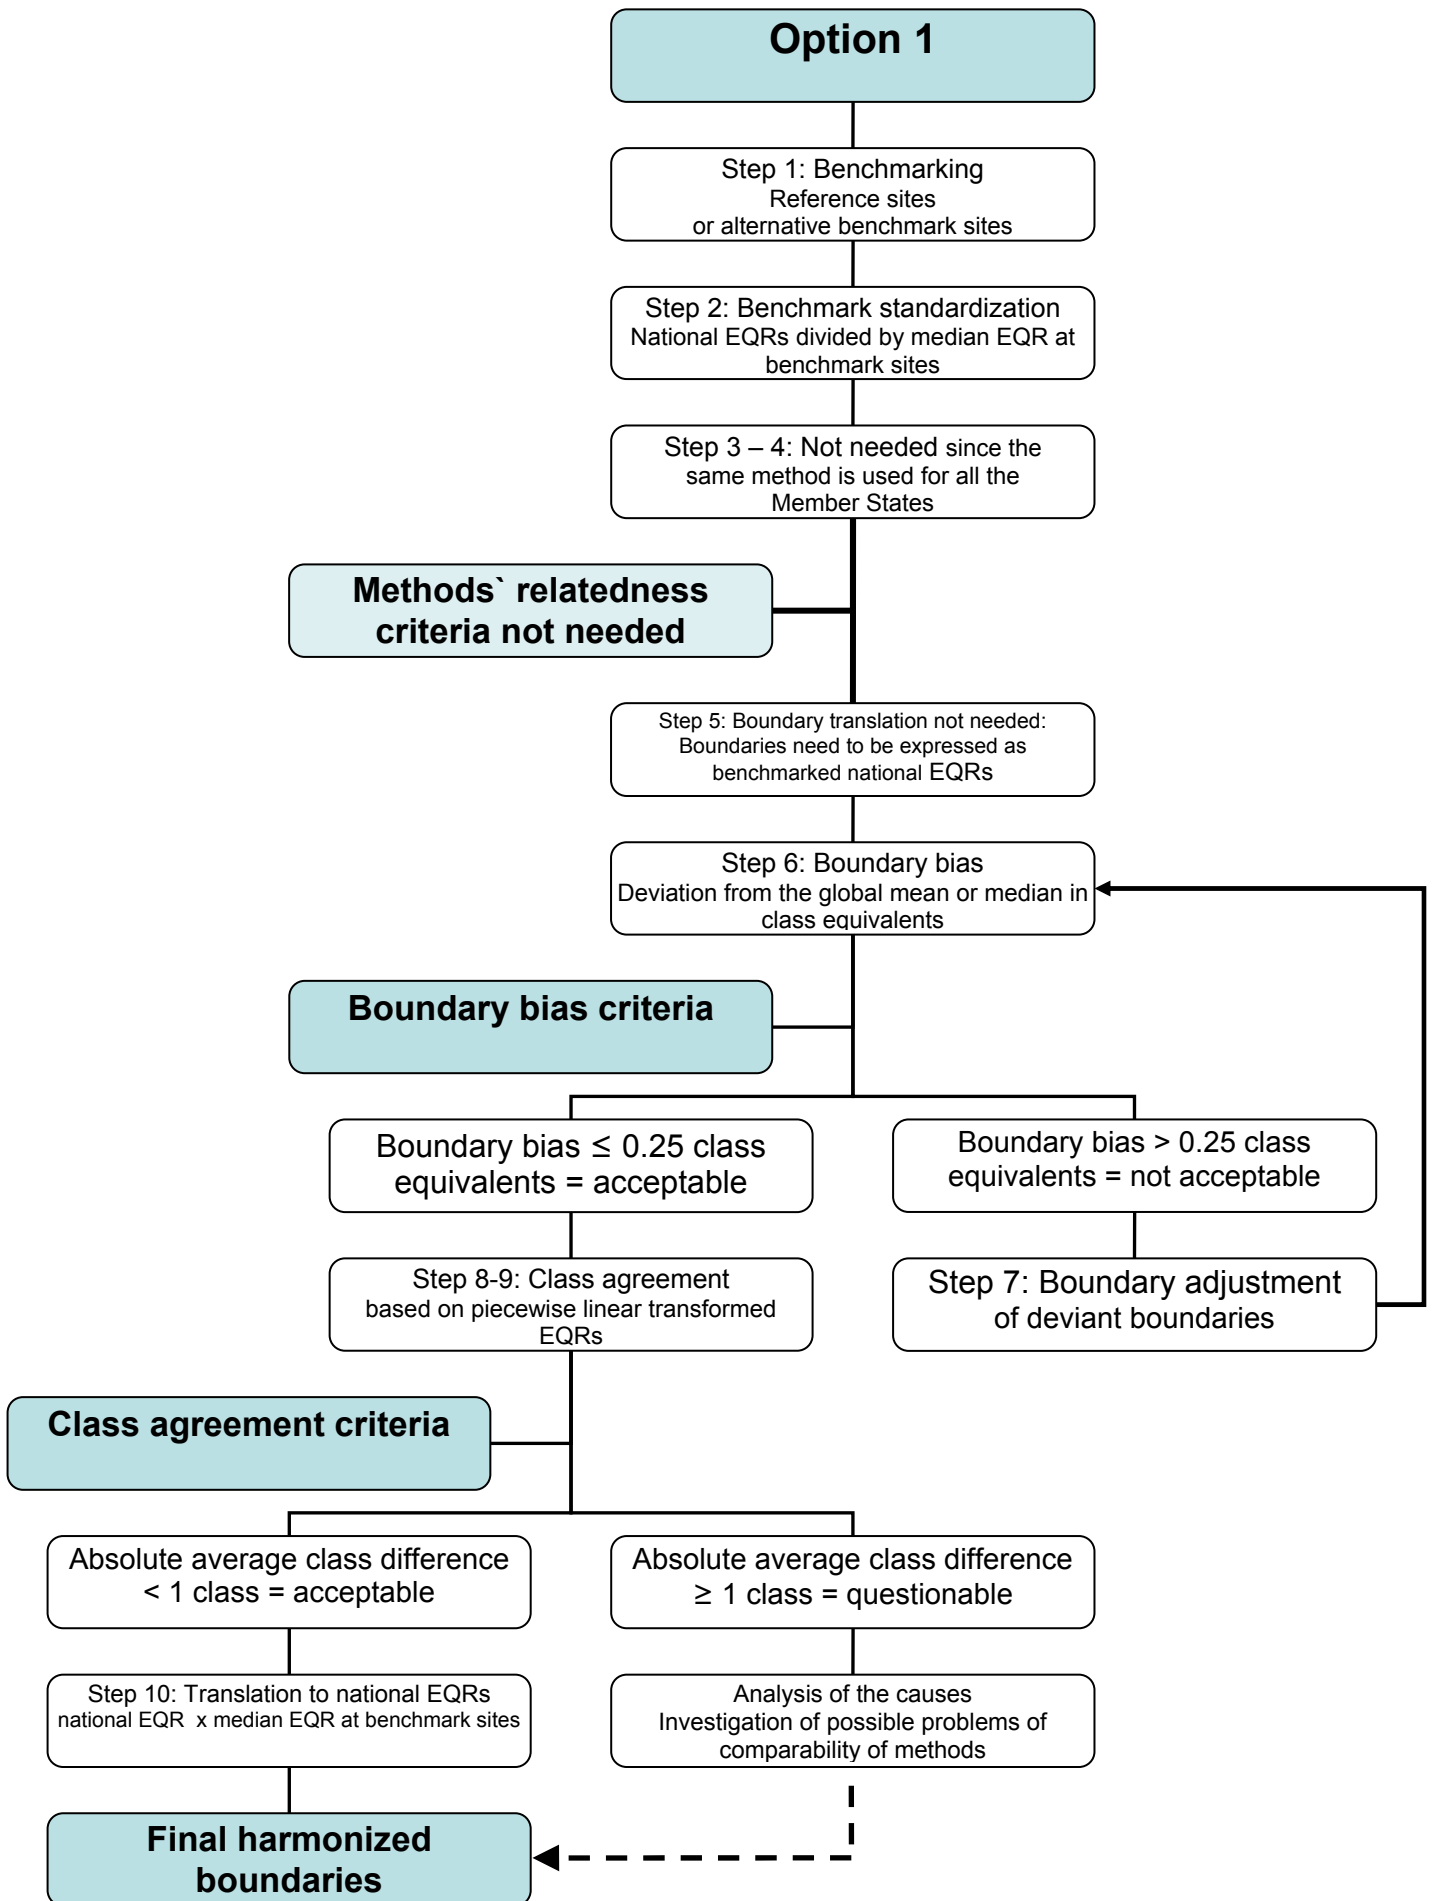 Option 1
Step 1: Benchmarking
Reference sites
or alternative benchmark sites
Step 2: Benchmark standardization
National EQRs divided by median EQR at
benchmark sites
Step 3 – 4: Not needed since the
same method is used for all the
Member States
Methods` relatedness
criteria not needed
Step 5: Boundary translation not needed:
Boundaries need to be expressed as
benchmarked national EQRs
Step 6: Boundary bias
Deviation from the global mean or median in
class equivalents
Boundary bias criteria
Boundary bias ≤ 0.25 class
equivalents = acceptable
Boundary bias > 0.25 class
equivalents = not acceptable
Step 8-9: Class agreement
based on piecewise linear transformed
EQRs
Step 7: Boundary adjustment
of deviant boundaries
Class agreement criteria
Absolute average class difference
< 1 class = acceptable
Absolute average class difference
≥ 1 class = questionable
Step 10: Translation to national EQRs
national EQR x median EQR at benchmark sites
Analysis of the causes
Investigation of possible problems of
comparability of methods
Final harmonized
boundaries